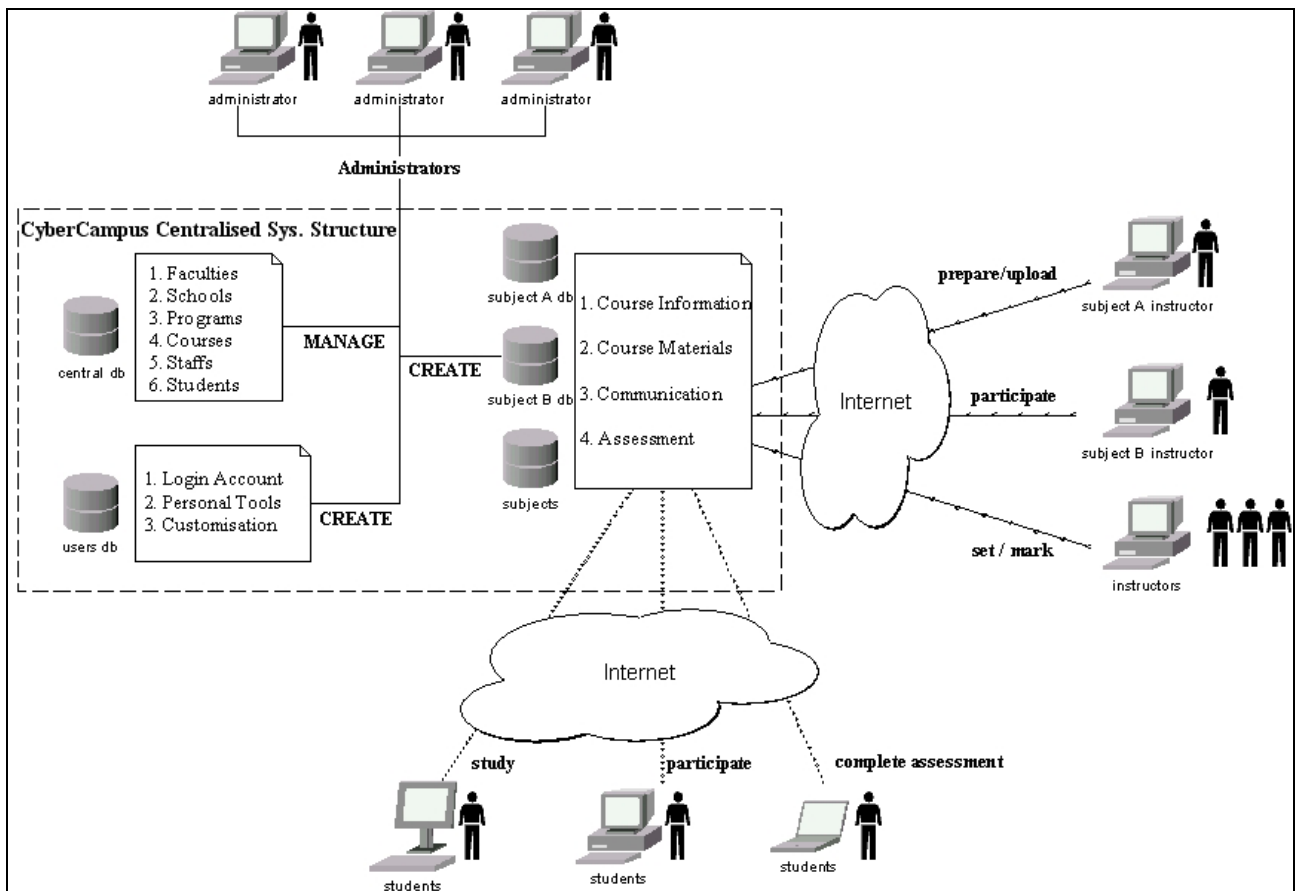 administrator
administrator
administrator
Administrators
CyberCampus Centralised Sys. Structure
central db
1. Faculties
2. Schools
3. Programs
4. Courses
5. Staffs
6. Students
MANAGE
CREATE
users db
1. Login Account
2. Personal Tools
3. Customisation
CREATE
subject A db
subject B db
subjects
1. Course Information
2. Course Materials
3. Communication
4. Assessment
Internet
prepare/upload
subject A instructor
participate
subject B instructor
set / mark
instructors
Internet
study
participate
complete assessment
students
students
students